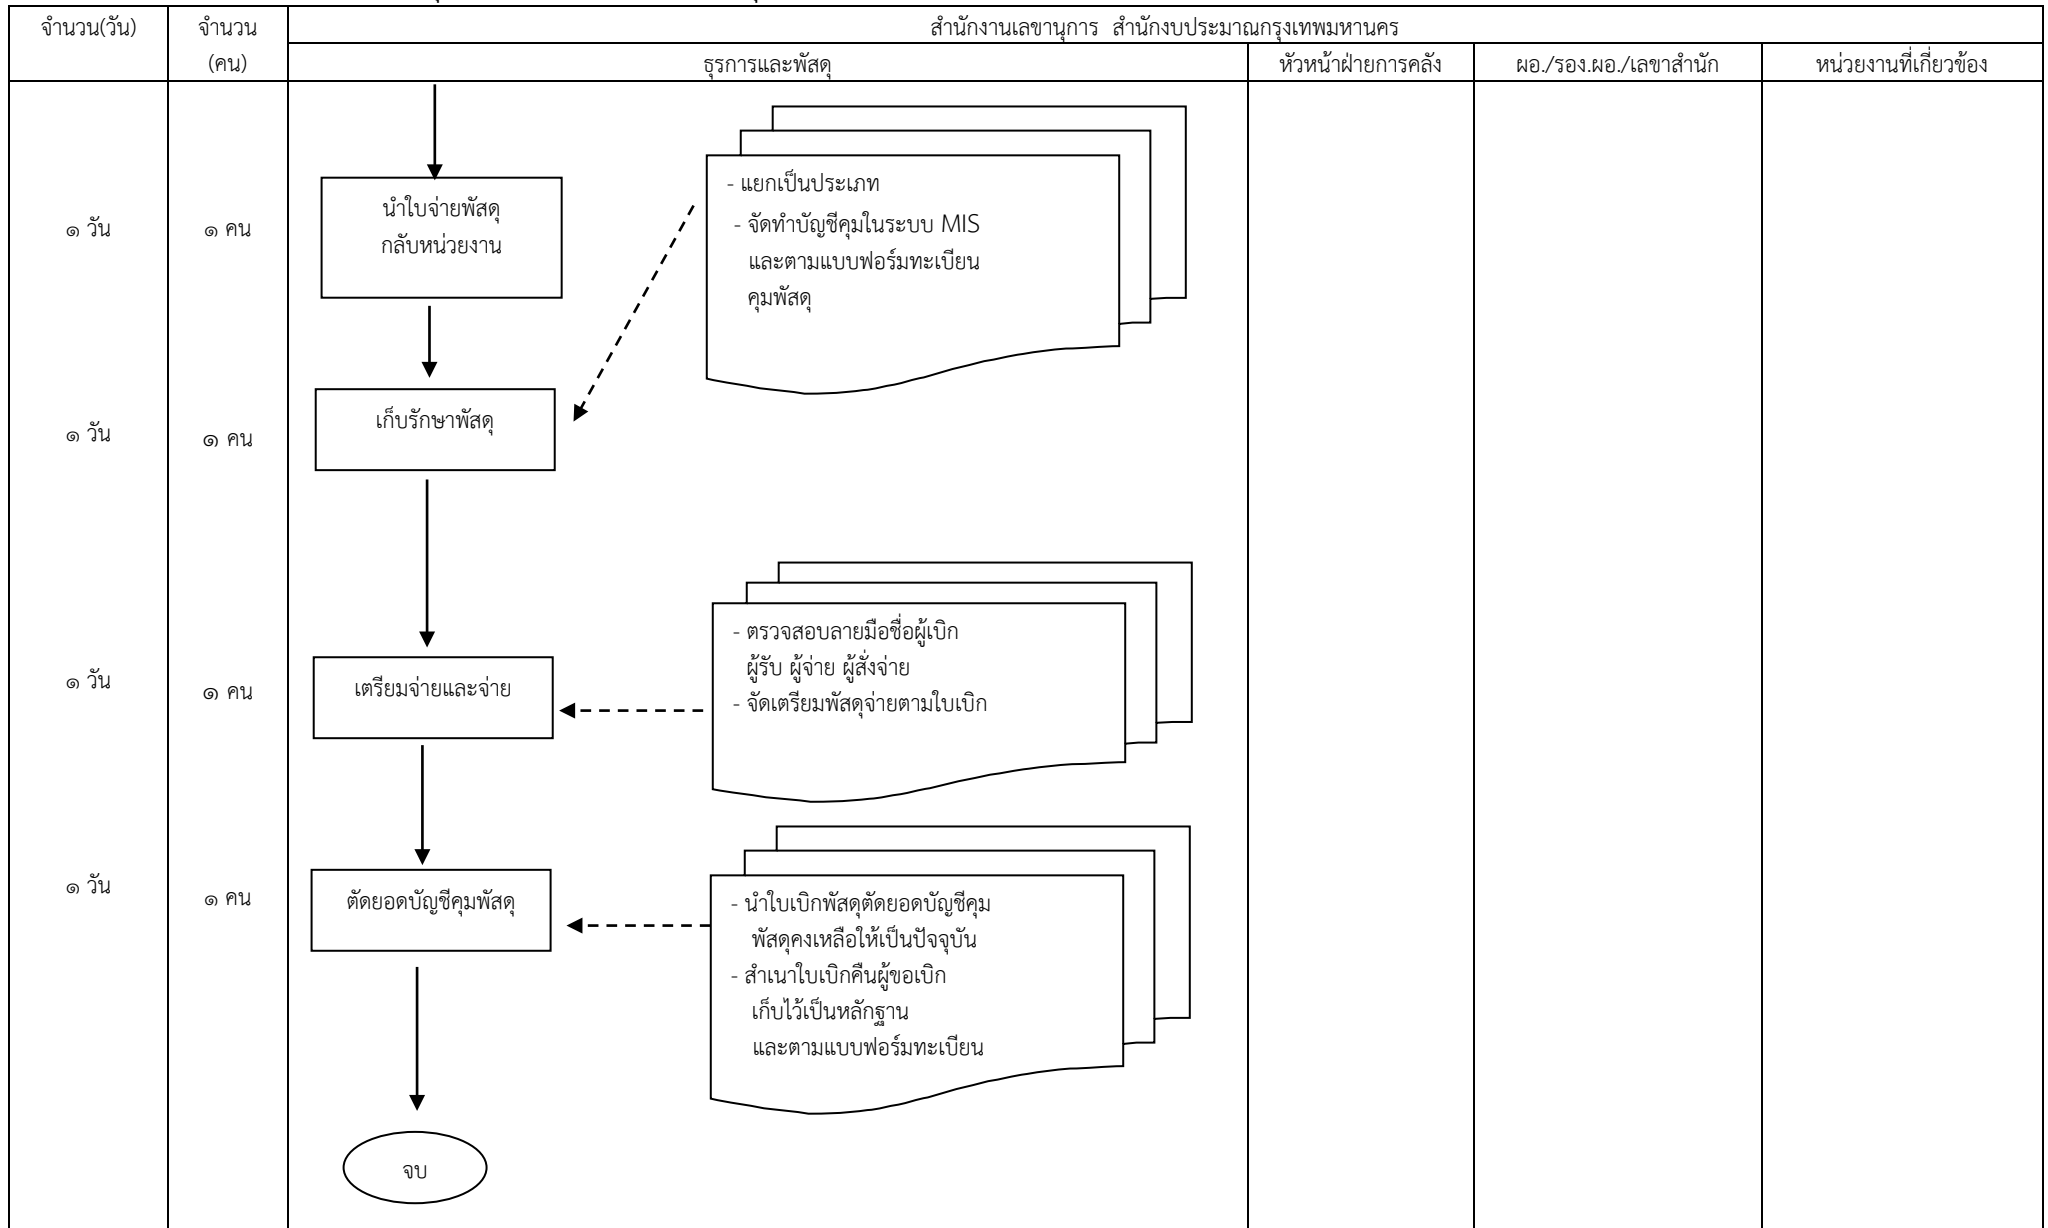 จำนวน(วัน)
จำนวน
(คน)
สำนักงานเลขานุการ สำนักงบประมาณกรุงเทพมหานคร
ธุรการและพัสดุ
หัวหน้าฝ่ายการคลัง
ผอ./รอง.ผอ./เลขาสำนัก
หน่วยงานที่เกี่ยวข้อง
๑ วัน
๑ คน
นำใบจ่ายพัสดุ
กลับหน่วยงาน
- แยกเป็นประเภท
- จัดทำบัญชีคุมในระบบ MIS
และตามแบบฟอร์มทะเบียน
คุมพัสดุ
๑ วัน
๑ คน
เก็บรักษาพัสดุ
๑ วัน
๑ คน
เตรียมจ่ายและจ่าย
- ตรวจสอบลายมือชื่อผู้เบิก
ผู้รับ ผู้จ่าย ผู้สั่งจ่าย
- จัดเตรียมพัสดุจ่ายตามใบเบิก
๑ วัน
๑ คน
ตัดยอดบัญชีคุมพัสดุ
- นำใบเบิกพัสดุตัดยอดบัญชีคุม
พัสดุคงเหลือให้เป็นปัจจุบัน
- สำเนาใบเบิกคืนผู้ขอเบิก
เก็บไว้เป็นหลักฐาน
และตามแบบฟอร์มทะเบียน
จบ